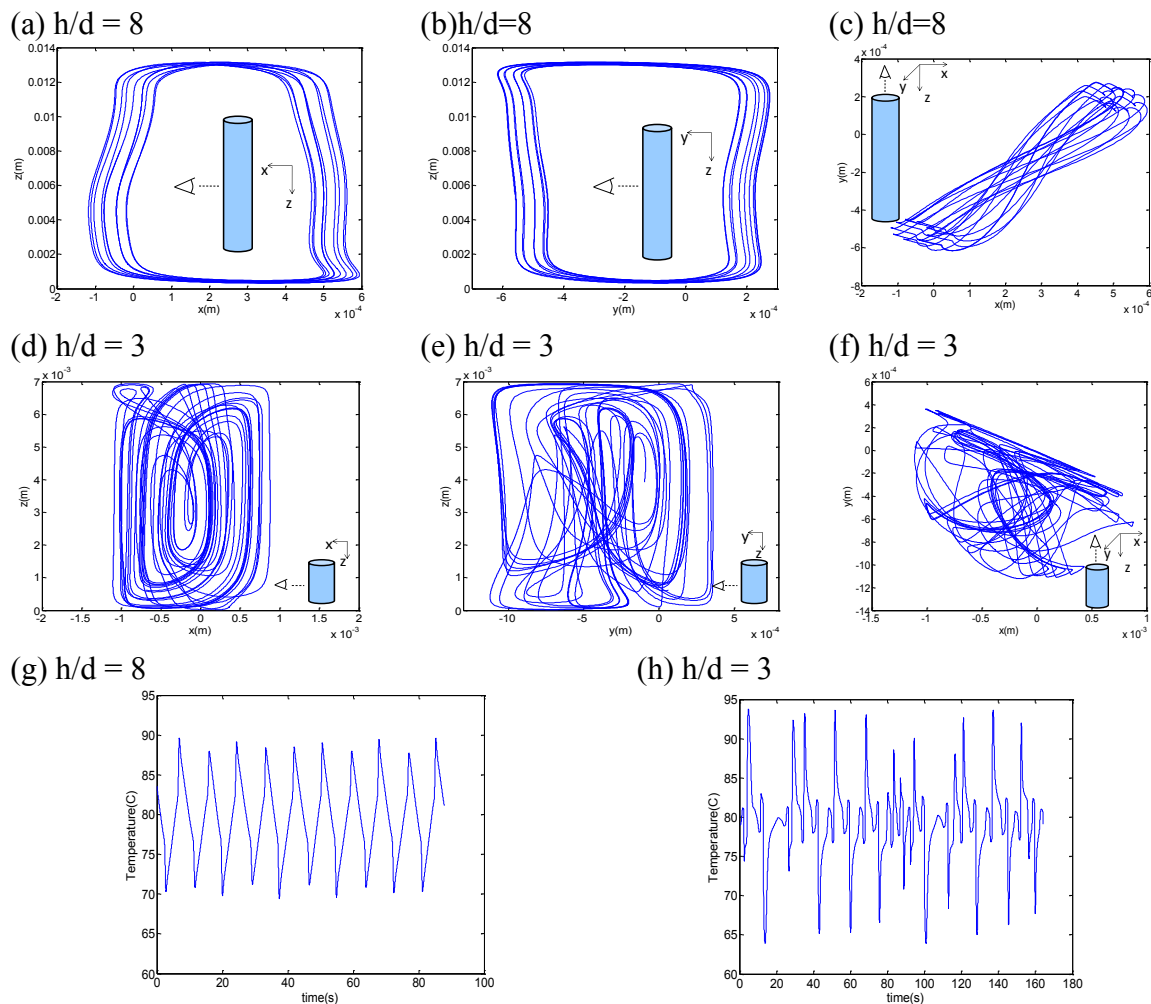 (a) h/d = 8
0.014
0.012
0.01
0.008
0.006
0.004
0.002
0
z(m)
x
z
-2 -1 0 1 2 3 4 5 6
x(m)
x 10^-4
(b)h/d=8
0.014
0.012
0.01
0.008
0.006
0.004
0.002
0
z(m)
y
z
-6 -4 -2 0 2
y(m)
x 10^-4
(c) h/d=8
x 10^-4
4
2
0
-2
-4
-6
-8
y(m)
x
y
z
-2 -1 0 1 2 3 4 5 6
x(m)
x 10^-4
(d) h/d = 3
x 10^-3
7
6
5
4
3
2
1
0
z(m)
x
z
-2 -1.5 -1 -0.5 0 0.5 1 1.5 2
x(m)
x 10^-3
(e) h/d = 3
x 10^-3
7
6
5
4
3
2
1
0
z(m)
y
z
-10 -5 0 5
y(m)
x 10^-4
(f) h/d = 3
x 10^-4
6
4
2
0
-2
-4
-6
-8
-10
-12
-14
y(m)
x
y
z
-1.5 -1 -0.5 0 0.5 1
x(m)
x 10^-3
(g) h/d = 8
95
90
85
80
75
70
65
60
Temperature(C)
0 20 40 60 80 100
time(s)
(h) h/d = 3
95
90
85
80
75
70
65
60
Temperature(C)
0 20 40 60 80 100 120 140 160 180
time(s)